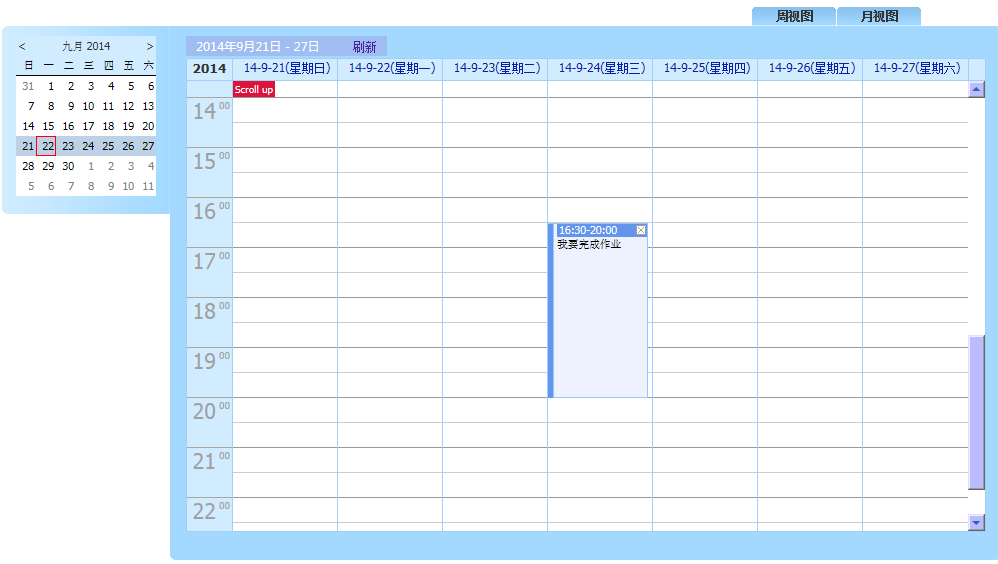 周视图 月视图
< 九月 2014 >
日 一 二 三 四 五 六
31 1 2 3 4 5 6
7 8 9 10 11 12 13
14 15 16 17 18 19 20
21 22 23 24 25 26 27
28 29 30 1 2 3 4
5 6 7 8 9 10 11
2014年9月21日 - 27日 刷新
2014 14-9-21(星期日) 14-9-22(星期一) 14-9-23(星期二) 14-9-24(星期三) 14-9-25(星期四) 14-9-26(星期五) 14-9-27(星期六)
Scroll up
14 00
15 00
16 00
16:30-20:00
我要完成作业
17 00
18 00
19 00
20 00
21 00
22 00